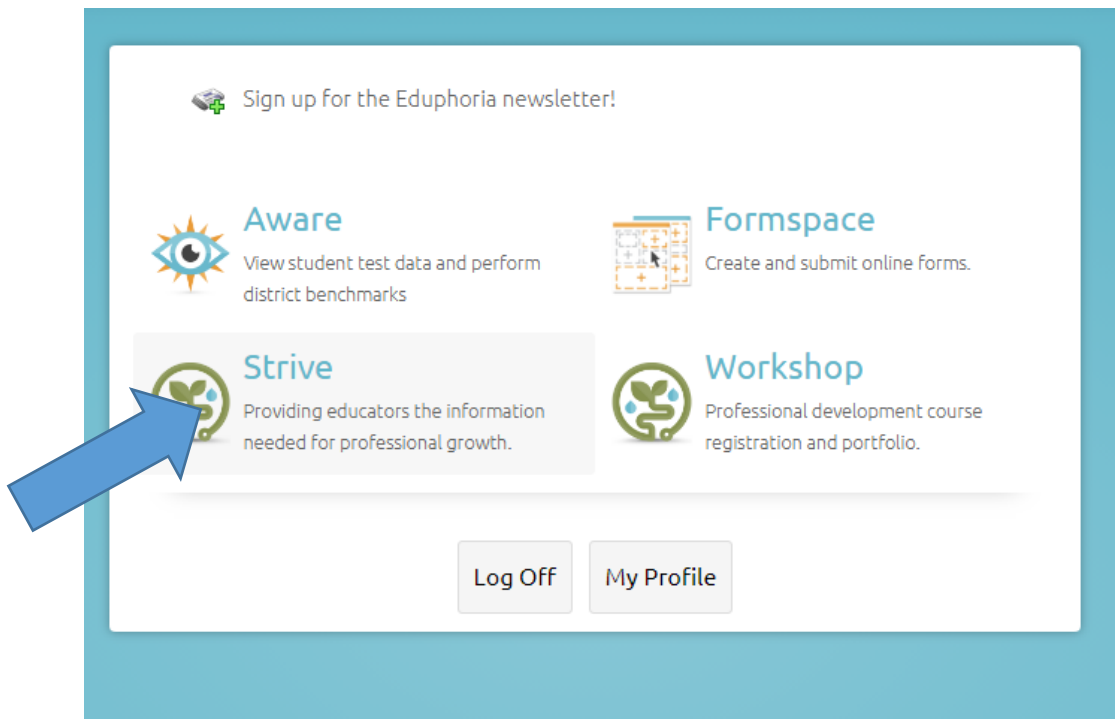 Sign up for the Eduphoria newsletter!
Aware
View student test data and perform
district benchmarks
Formspace
Create and submit online forms.
Strive
Providing educators the information
needed for professional growth.
Workshop
Professional development course
registration and portfolio.
Log Off
My Profile